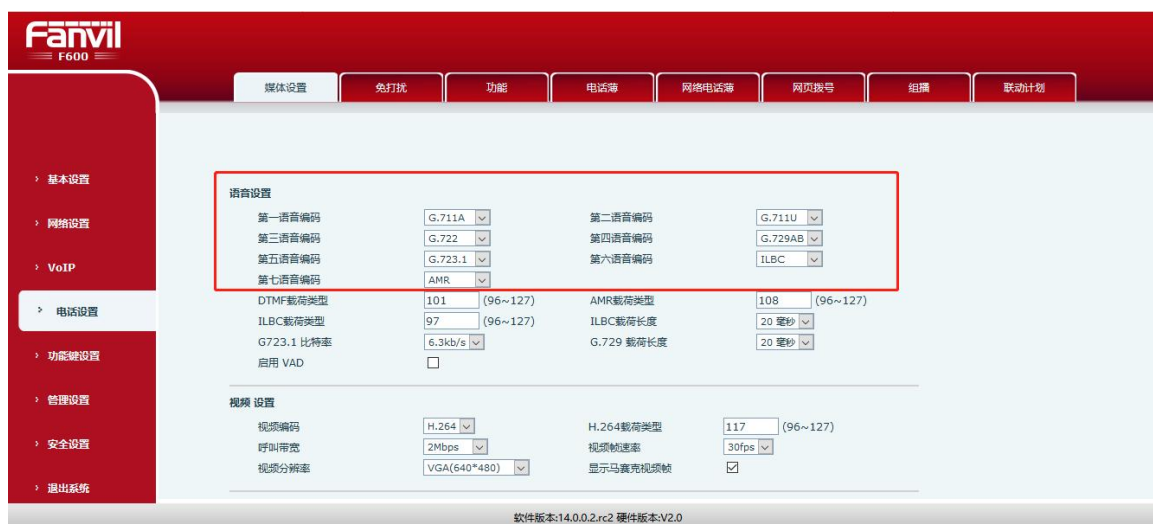 Fanvil
F600
媒体设置 免打扰 功能 电话薄 网络电话薄 网页拨号 组播 联动计划
› 基本设置
› 网络设置
› VoIP
› 电话设置
› 功能键设置
› 管理设置
› 安全设置
› 退出系统
语音设置
第一语音编码 G.711A 第二语音编码 G.711U
第三语音编码 G.722 第四语音编码 G.729AB
第五语音编码 G.723.1 第六语音编码 ILBC
第七语音编码 AMR
DTMF载荷类型 101 (96~127) AMR载荷类型 108 (96~127)
ILBC载荷类型 97 (96~127) ILBC载荷长度 20 毫秒
G723.1 比特率 6.3kb/s G.729 载荷长度 20 毫秒
启用 VAD
视频 设置
视频编码 H.264 H.264载荷类型 117 (96~127)
呼叫带宽 2Mbps 视频帧速率 30fps
视频分辨率 VGA(640*480) 显示马赛克视频帧
软件版本:14.0.0.2.rc2 硬件版本:V2.0